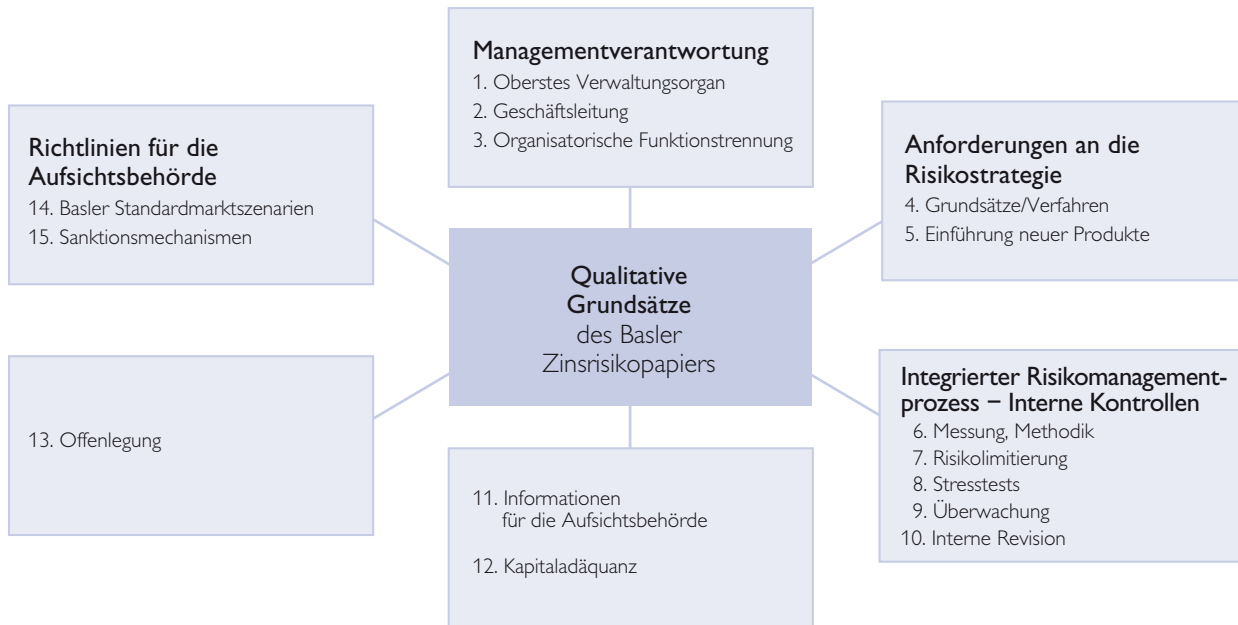 Managementverantwortung
1. Oberstes Verwaltungsorgan
2. Geschäftsleitung
3. Organisatorische Funktionstrennung
Richtlinien für die
Aufsichtsbehörde
14. Basler Standardmarktszenarien
15. Sanktionsmechanismen
Anforderungen an die
Risikostrategie
4. Grundsätze/Verfahren
5. Einführung neuer Produkte
Qualitative
Grundsätze
des Basler
Zinsrisikopapiers
13. Offenlegung
Integrierter Risikomanagement-
prozess – Interne Kontrollen
6. Messung, Methodik
7. Risikolimitierung
8. Stresstests
9. Überwachung
10. Interne Revision
11. Informationen
für die Aufsichtsbehörde
12. Kapitaladäquanz